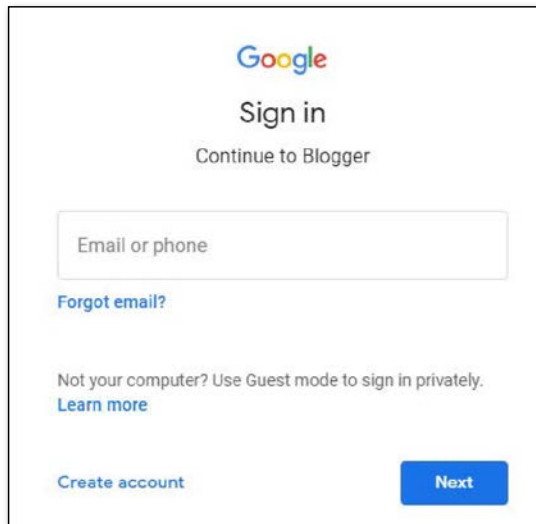 Google
Sign in
Continue to Blogger
Email or phone
Forgot email?
Not your computer? Use Guest mode to sign in privately.
Learn more
Create account
Next